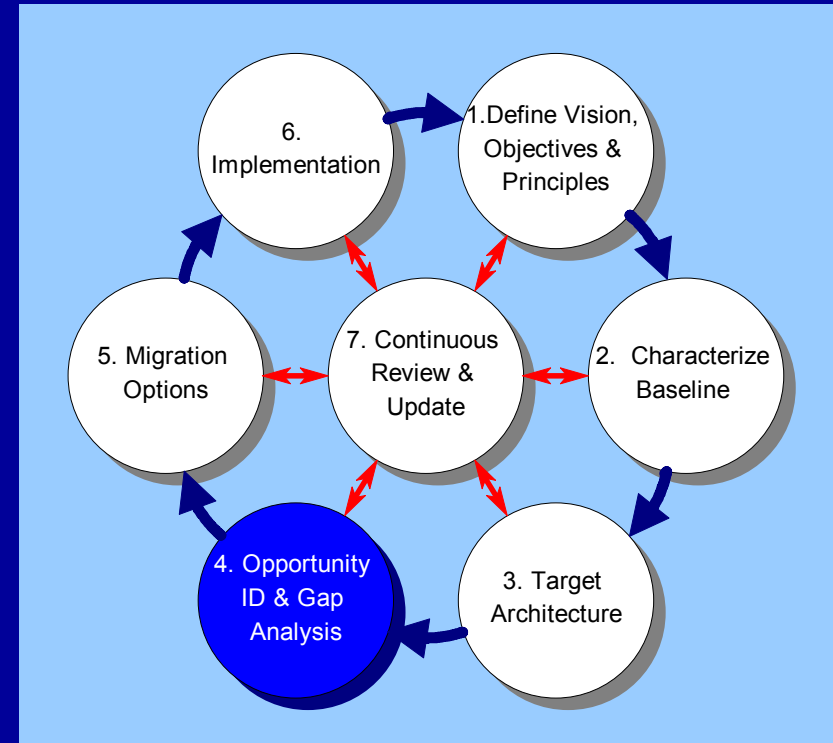 6.
Implementation
1.Define Vision,
Objectives &
Principles
5. Migration
Options
7. Continuous
Review &
Update
2. Characterize
Baseline
4. Opportunity
ID & Gap
Analysis
3. Target
Architecture